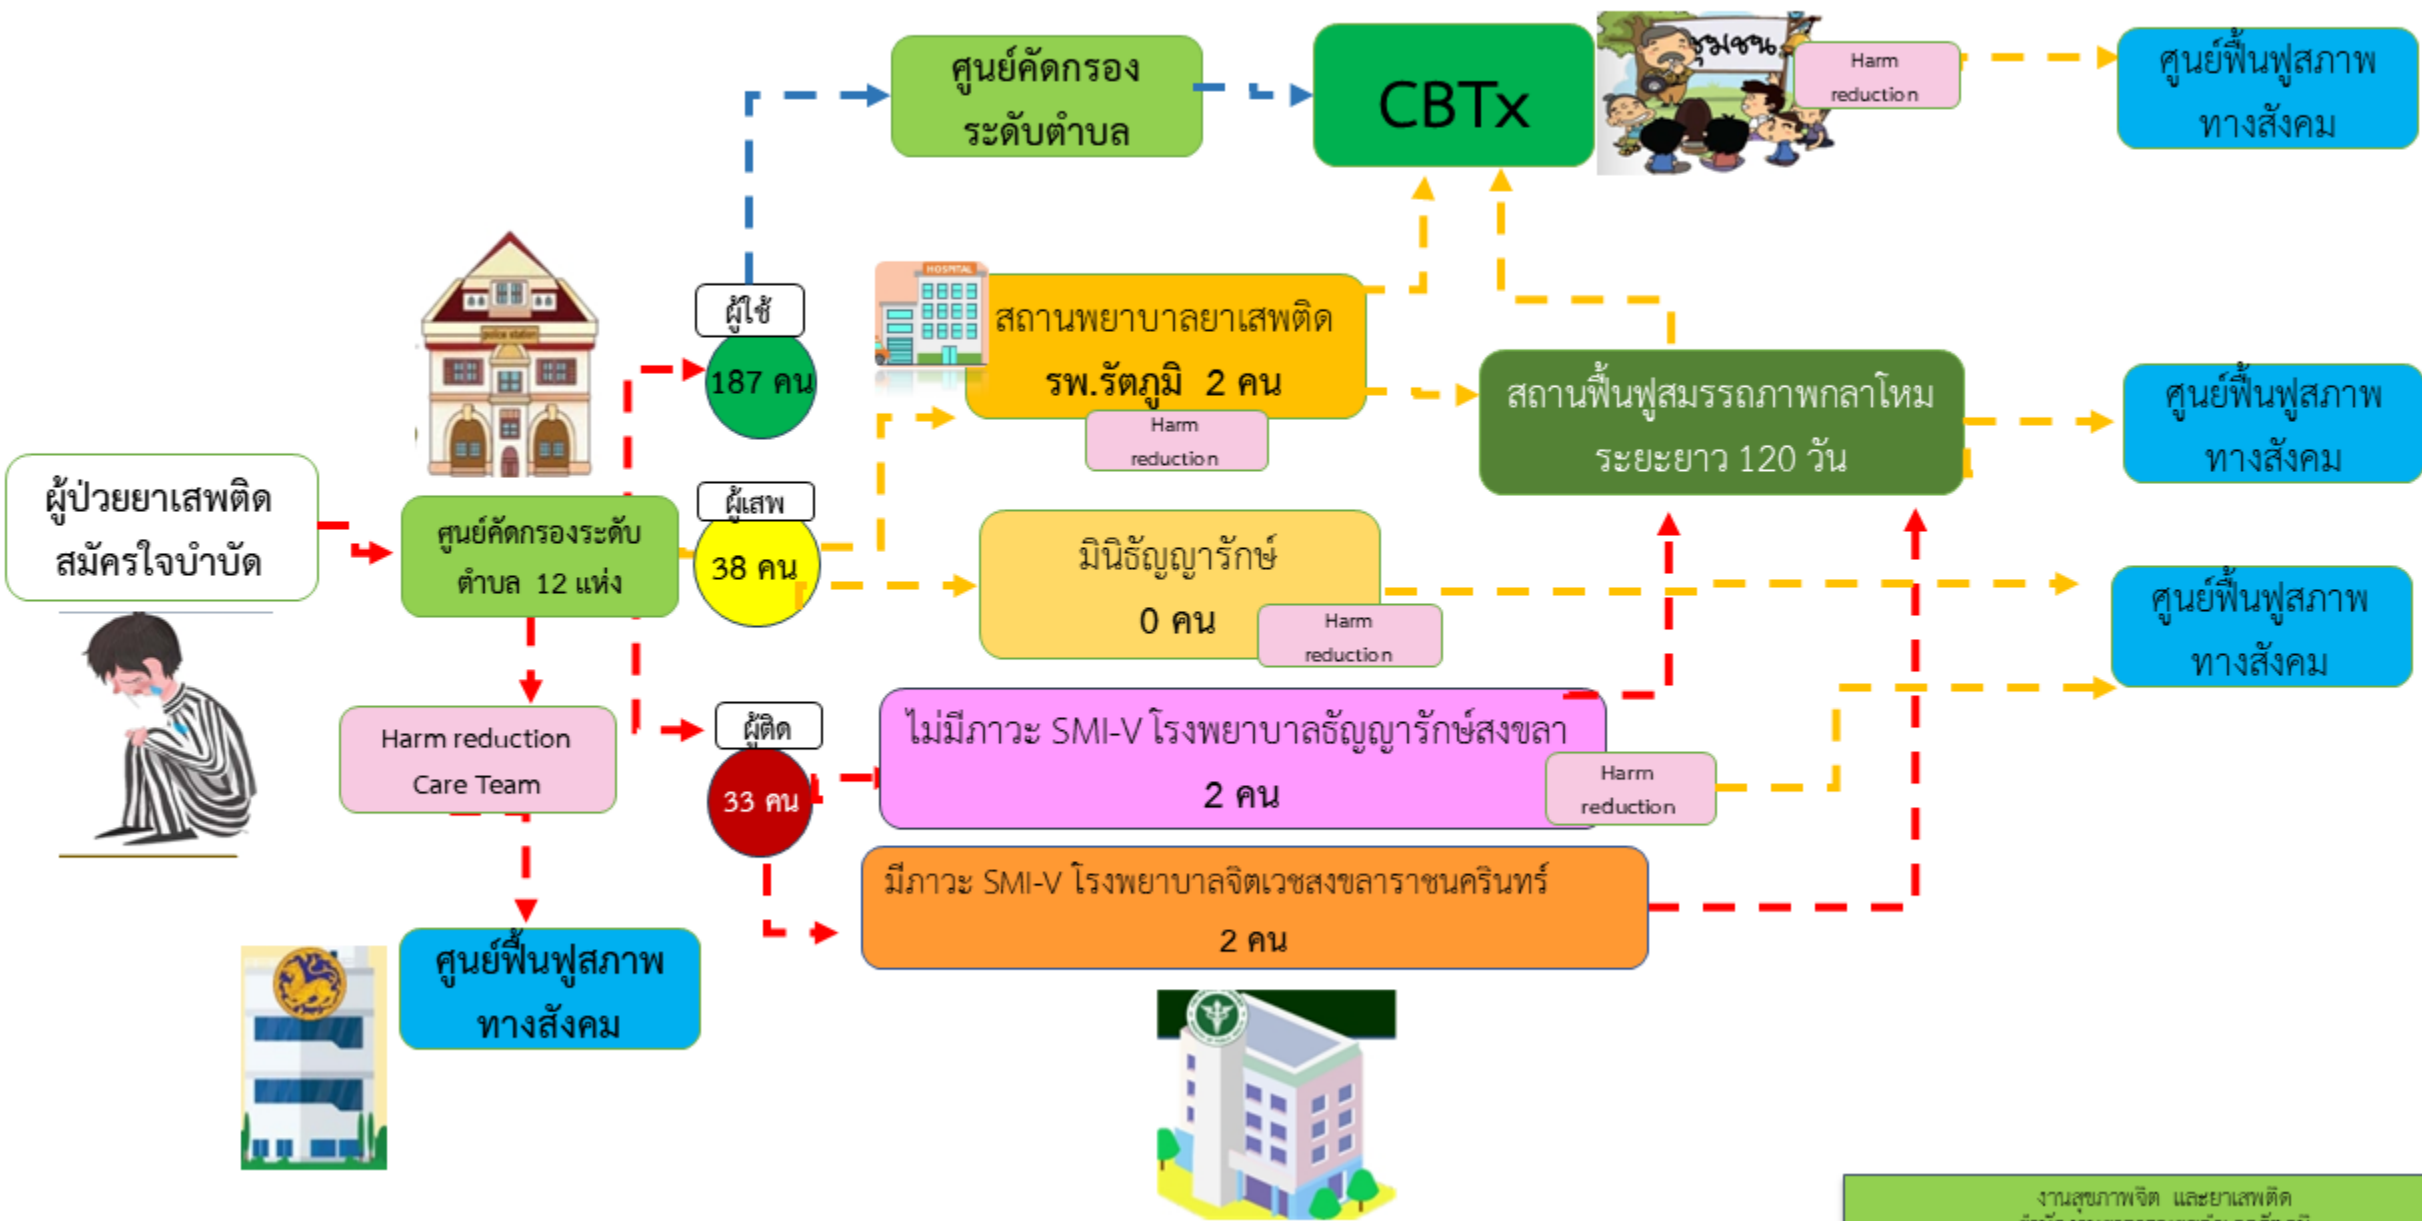 ศูนย์คัดกรอง
ระดับตำบล
CBTx
ชุมชน
Harm
reduction
ศูนย์ฟื้นฟูสภาพ
ทางสังคม
police station
ผู้ใช้
187 คน
HOSPITAL
สถานพยาบาลยาเสพติด
รพ.รัตภูมิ 2 คน
Harm
reduction
สถานฟื้นฟูสมรรถภาพกลาโหม
ระยะยาว 120 วัน
ศูนย์ฟื้นฟูสภาพ
ทางสังคม
ผู้ป่วยยาเสพติด
สมัครใจบำบัด
ศูนย์คัดกรองระดับ
ตำบล 12 แห่ง
ผู้เสพ
38 คน
มินิธัญญารักษ์
0 คน
Harm
reduction
ศูนย์ฟื้นฟูสภาพ
ทางสังคม
Harm reduction
Care Team
ผู้ติด
33 คน
ไม่มีภาวะ SMI-V โรงพยาบาลธัญญารักษ์สงขลา
2 คน
Harm
reduction
มีภาวะ SMI-V โรงพยาบาลจิตเวชสงขลาราชนครินทร์
2 คน
ศูนย์ฟื้นฟูสภาพ
ทางสังคม
งานสุขภาพจิต และยาเสพติด